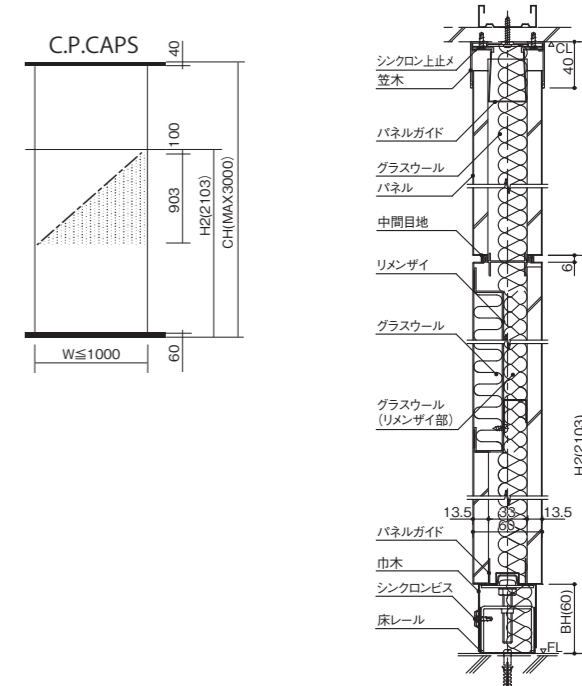 C.P.CAPS
40
100
903
H2(2103)
CH(MAX3000)
W≦1000
60
CL
40
シンクロン上止メ
笠木
パネルガイド
グラスウール
パネル
中間目地
6
リメンザイ
グラスウール
グラスウール
(リメンザイ部)
H2(2103)
13.5
33
13.5
60
パネルガイド
巾木
シンクロンビス
床レール
BH(60)
FL